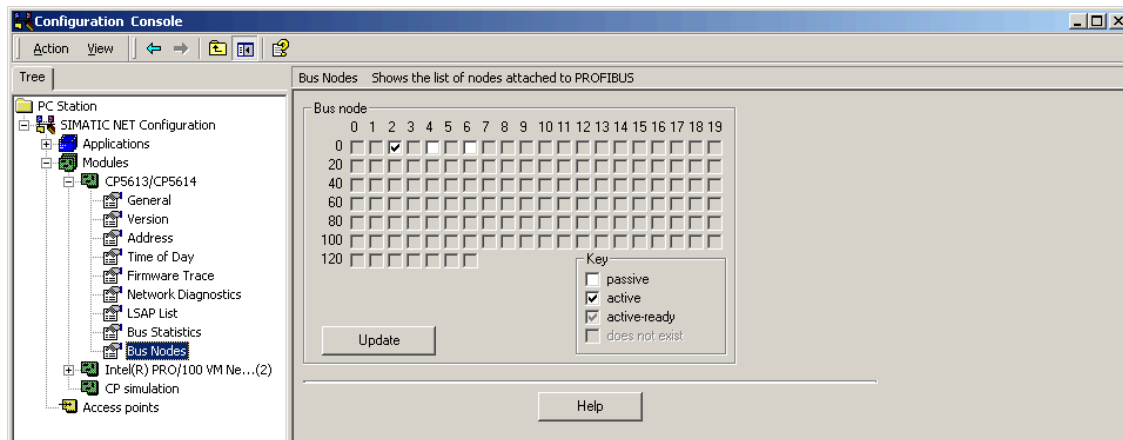 Configuration Console
Action View
Tree
Bus Nodes Shows the list of nodes attached to PROFIBUS
PC Station
SIMATIC NET Configuration
Applications
Modules
CP5613/CP5614
General
Version
Address
Time of Day
Firmware Trace
Network Diagnostics
LSAP List
Bus Statistics
Bus Nodes
Intel(R) PRO/100 VM Ne...(2)
CP simulation
Access points
Bus node
0 1 2 3 4 5 6 7 8 9 10 11 12 13 14 15 16 17 18 19
0
20
40
60
80
100
120
Key
passive
active
active-ready
does not exist
Update
Help